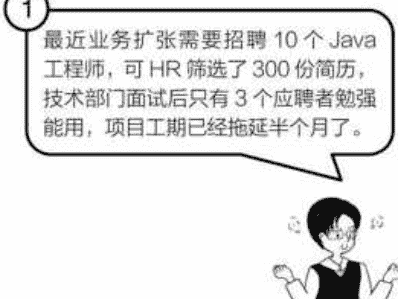 1
最近业务扩张需要招聘 10 个 Java
工程师，可 HR 筛选了 300 份简历，
技术部门面试后只有 3 个应聘者勉强
能用，项目工期已经拖延半个月了。